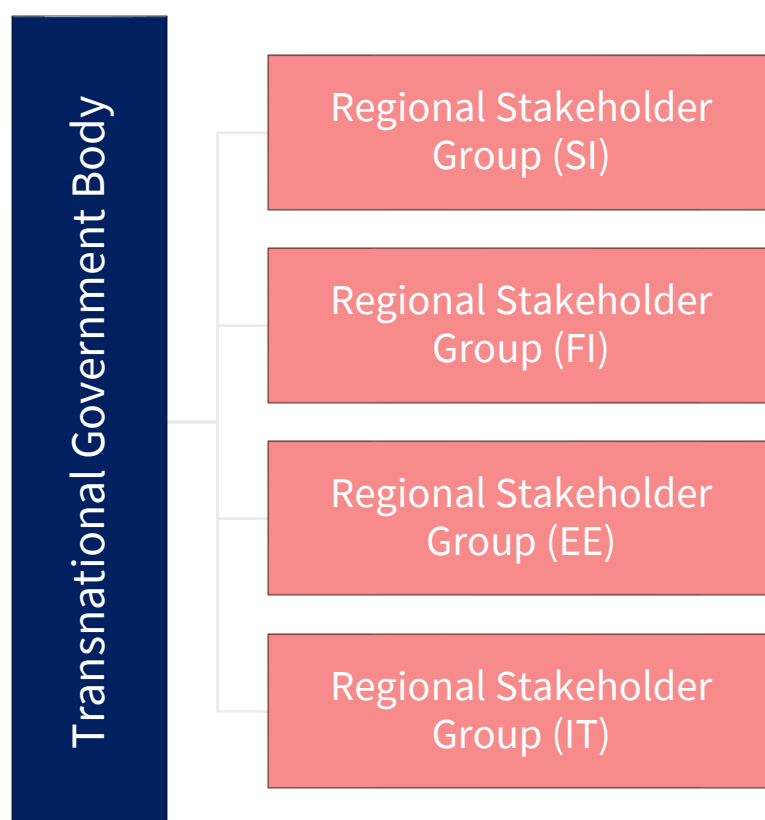 Transnational Government Body
Regional Stakeholder
Group (SI)
Regional Stakeholder
Group (FI)
Regional Stakeholder
Group (EE)
Regional Stakeholder
Group (IT)